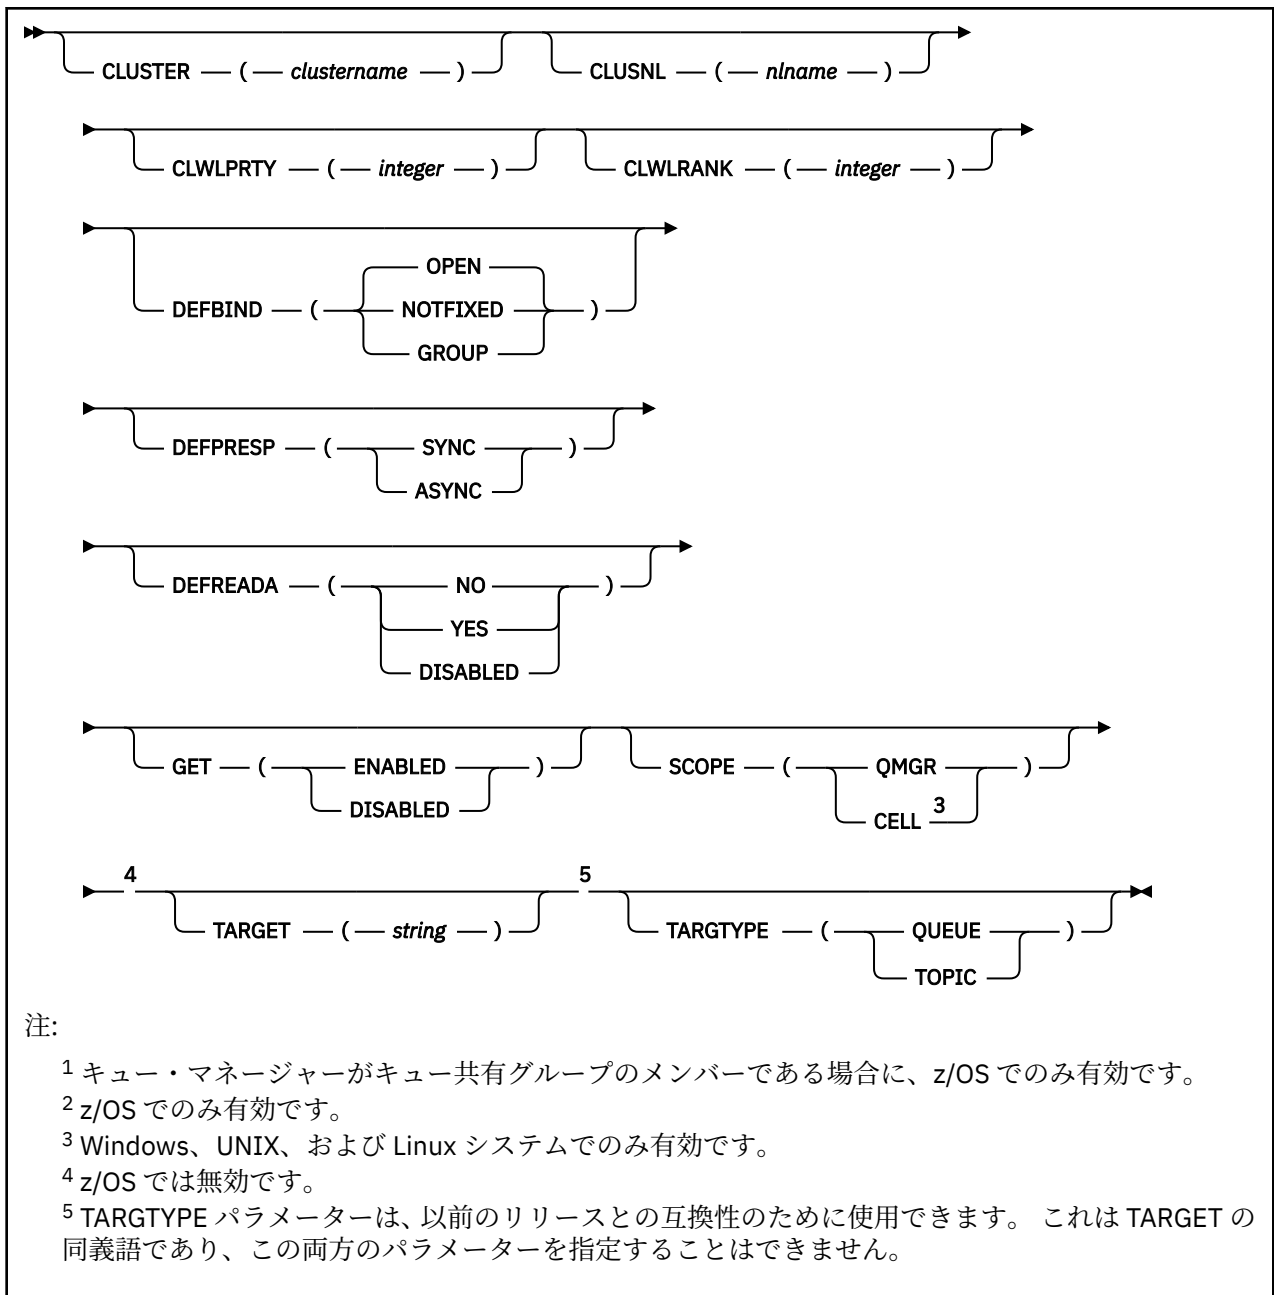 CLUSTER ( clustername ) CLUSNL ( nlname )
CLWLPRTY ( integer ) CLWLRANK ( integer )
OPEN
DEFBIND ( NOTFIXED )
GROUP
DEFPRESP ( SYNC )
ASYNC
DEFREADA ( NO )
YES
DISABLED
GET ( ENABLED ) SCOPE ( QMGR )
DISABLED CELL 3
4 5
TARGET ( string ) TARGTYPE ( QUEUE )
TOPIC
注:
1 キュー・マネージャーがキュー共有グループのメンバーである場合に、z/OS でのみ有効です。
2 z/OS でのみ有効です。
3 Windows、UNIX、および Linux システムでのみ有効です。
4 z/OS では無効です。
5 TARGTYPE パラメーターは、以前のリリースとの互換性のために使用できます。 これは TARGET の
同義語であり、この両方のパラメーターを指定することはできません。